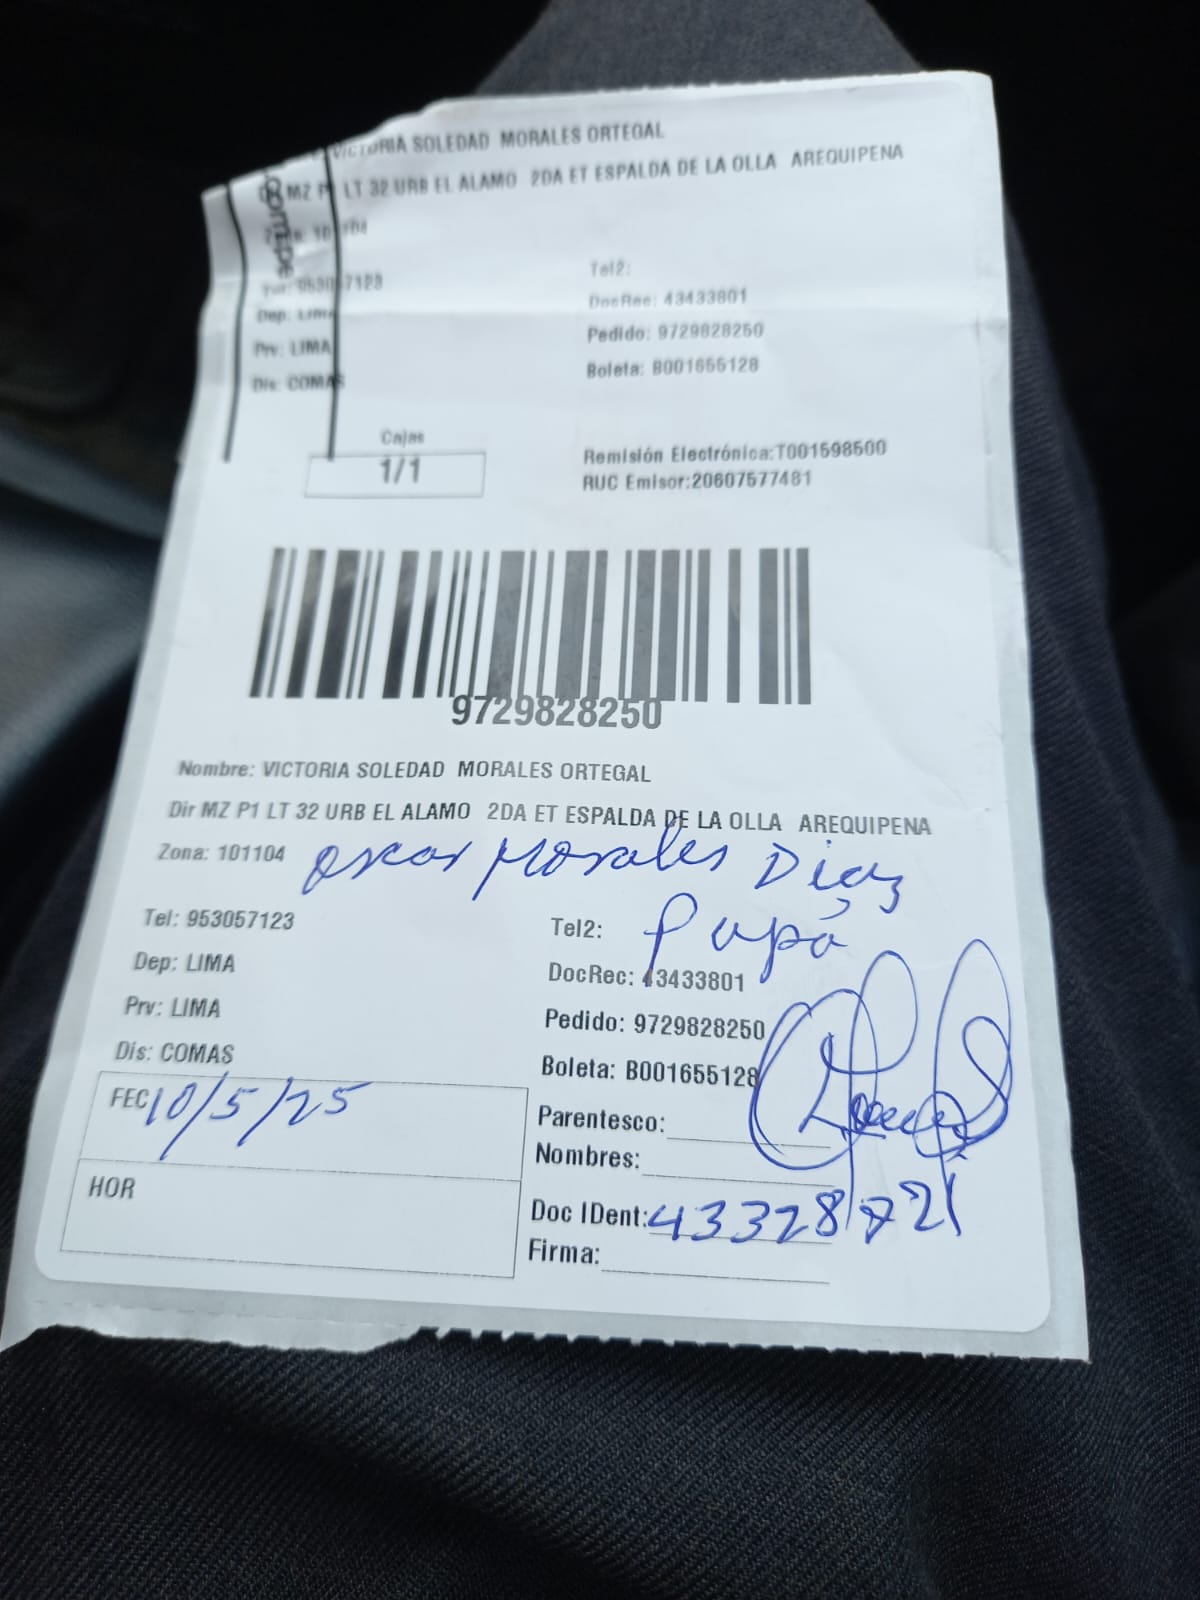 VICTORIA SOLEDAD MORALES ORTEGAL
MZ P1 LT 32 URB EL ALAMO 2DA ET ESPALDA DE LA OLLA AREQUIPENA
Tel2:
DocRec: 43433801
Dep: LIMA
Pedido: 9729828250
Prv: LIMA
Boleta: B001655128
Dis: COMAS
Cajas
1/1
Remisión Electrónica:T001598500
RUC Emisor:20607577481
9729828250
Nombre: VICTORIA SOLEDAD MORALES ORTEGAL
Dir MZ P1 LT 32 URB EL ALAMO 2DA ET ESPALDA DE LA OLLA AREQUIPENA
Zona: 101104 Oscar Morales Diaz
Tel: 953057123
Tel2: Papá
Dep: LIMA
DocRec: 43433801
Prv: LIMA
Pedido: 9729828250
Dis: COMAS
Boleta: B001655128
FEC 10/5/25
Parentesco:
Nombres:
HOR
Doc IDent: 43328721
Firma: